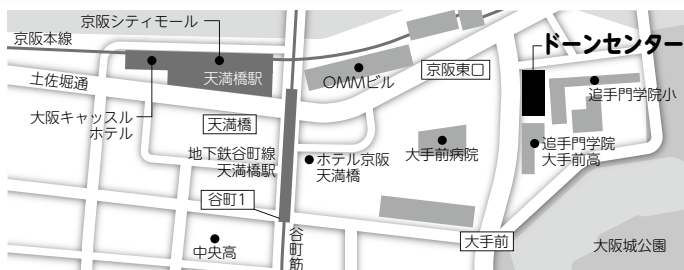 京阪シティモール
京阪本線
ドーンセンター
天満橋駅
OMMビル
京阪東口
土佐堀通
追手門学院小
大阪キャッスル
ホテル
天満橋
地下鉄谷町線
天満橋駅
ホテル京阪
天満橋
大手前病院
追手門学院
大手前高
谷町1
谷町筋
中央高
大手前
大阪城公園